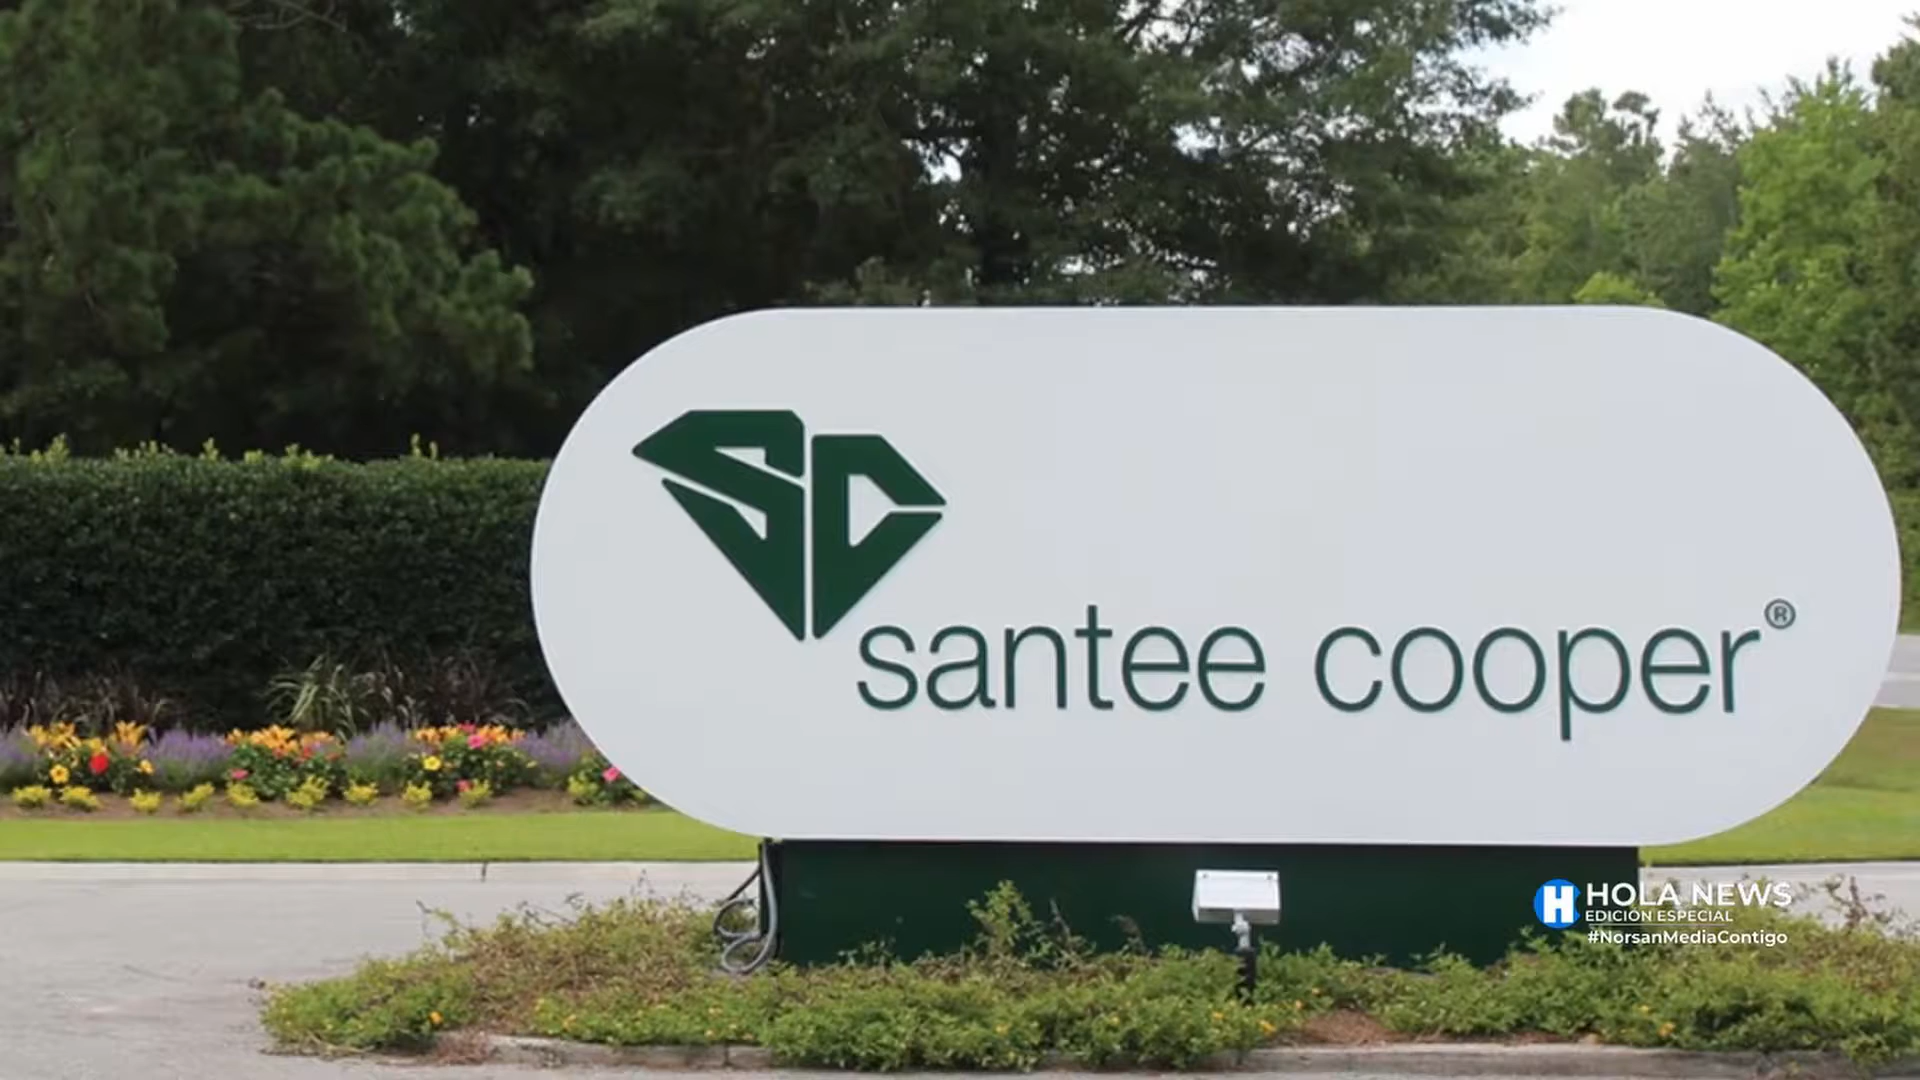 SC
santee cooper®
H HOLA NEWS
EDICIÓN ESPECIAL
#NorsanMediaContigo